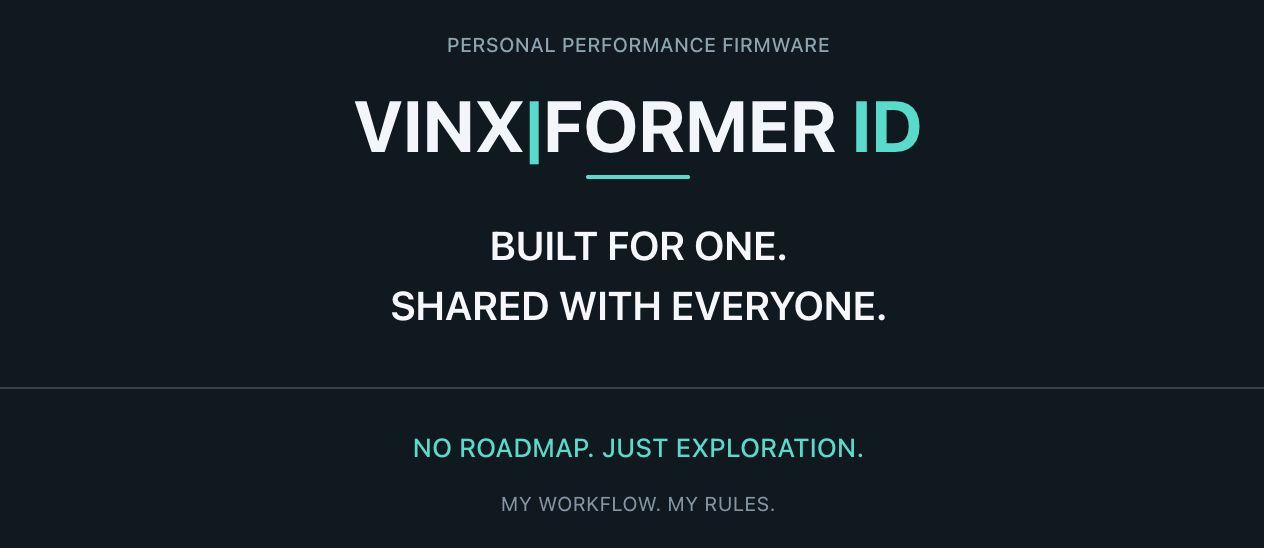 PERSONAL PERFORMANCE FIRMWARE
VINX|FORMER ID
BUILT FOR ONE.
SHARED WITH EVERYONE.
NO ROADMAP. JUST EXPLORATION.
MY WORKFLOW. MY RULES.